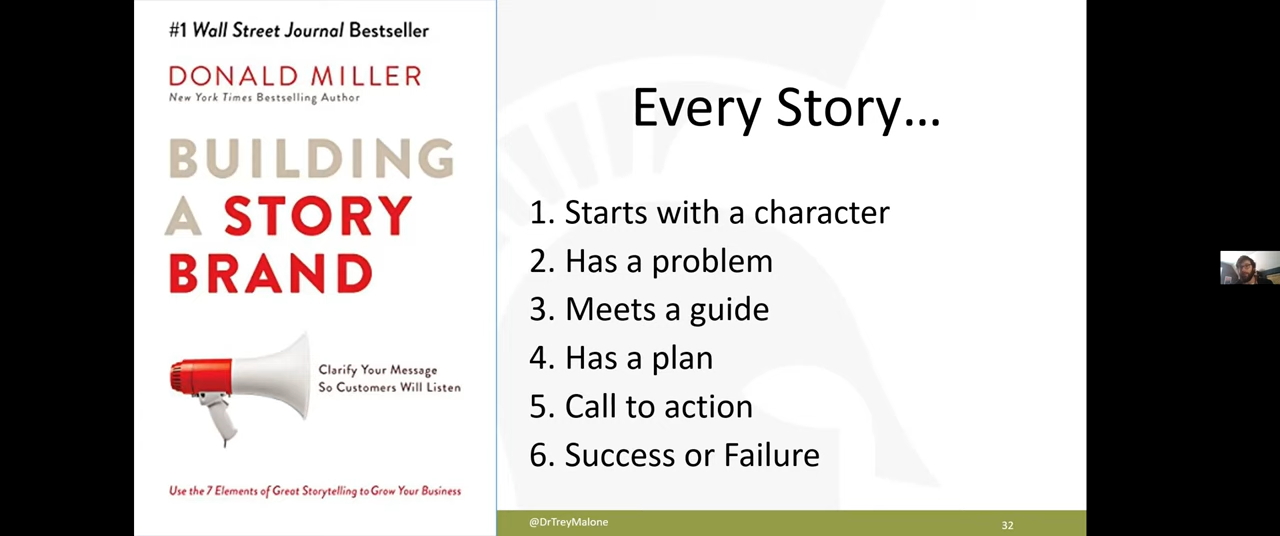 #1 Wall Street Journal Bestseller
DONALD MILLER
New York Times Bestselling Author
BUILDING
A STORY
BRAND
Clarify Your Message
So Customers Will Listen
Use the 7 Elements of Great Storytelling to Grow Your Business
Every Story…
1. Starts with a character
2. Has a problem
3. Meets a guide
4. Has a plan
5. Call to action
6. Success or Failure
@DrTreyMalone
32